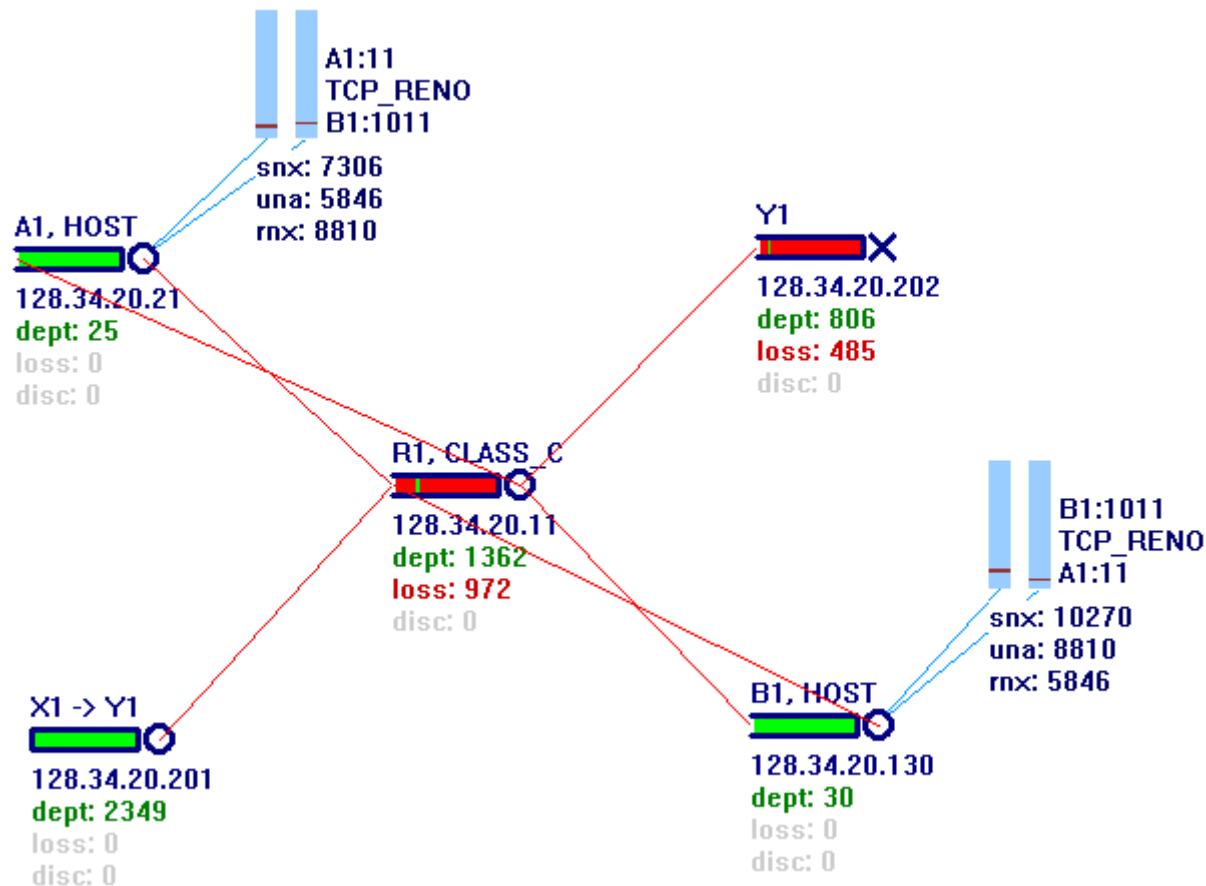 A1:11
TCP_RENO
B1:1011
snx: 7306
una: 5846
rnx: 8810
A1, HOST
128.34.20.21
dept: 25
loss: 0
disc: 0
Y1
128.34.20.202
dept: 806
loss: 485
disc: 0
R1, CLASS_C
128.34.20.11
dept: 1362
loss: 972
disc: 0
B1:1011
TCP_RENO
A1:11
snx: 10270
una: 8810
rnx: 5846
X1 -> Y1
128.34.20.201
dept: 2349
loss: 0
disc: 0
B1, HOST
128.34.20.130
dept: 30
loss: 0
disc: 0